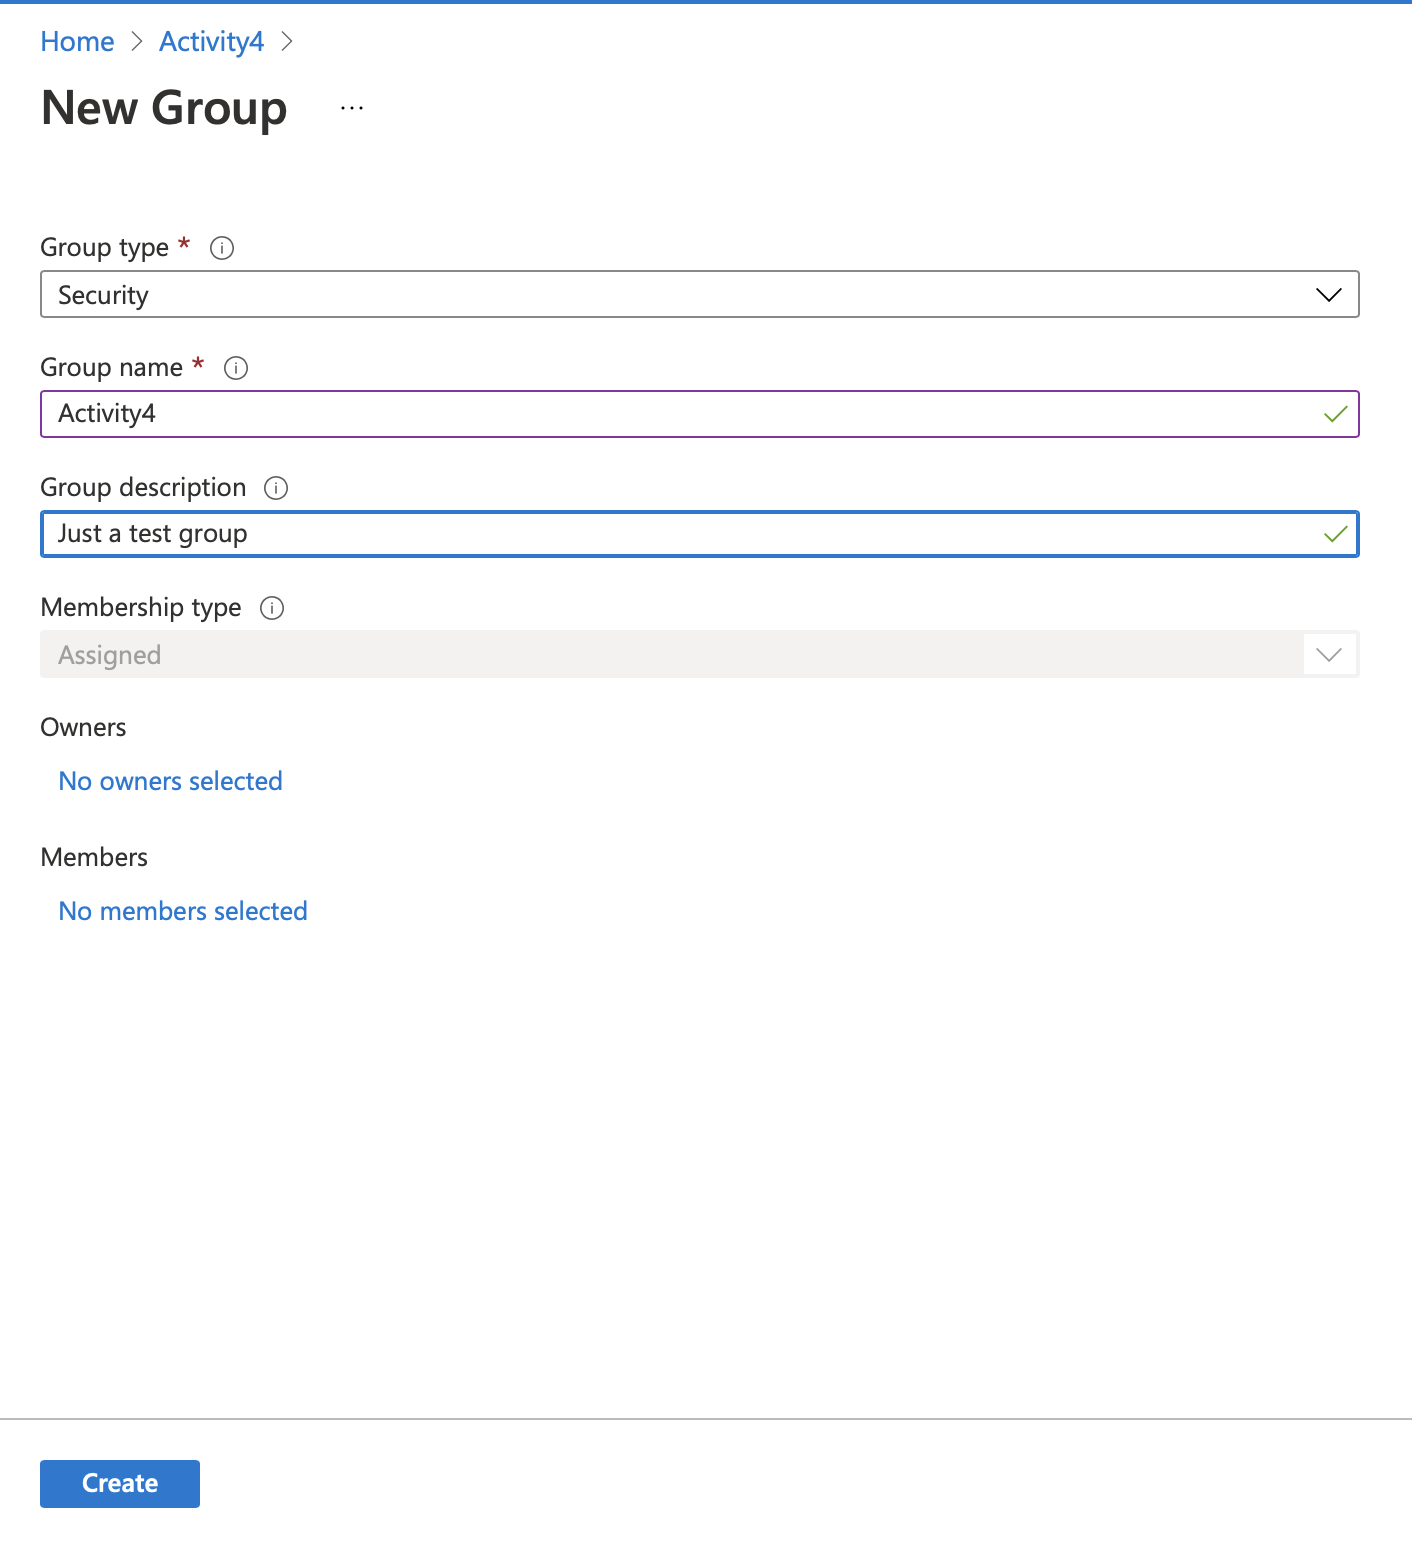 Home > Activity4 >
New Group ...
Group type *
Security
Group name *
Activity4
Group description
Just a test group
Membership type
Assigned
Owners
No owners selected
Members
No members selected
Create